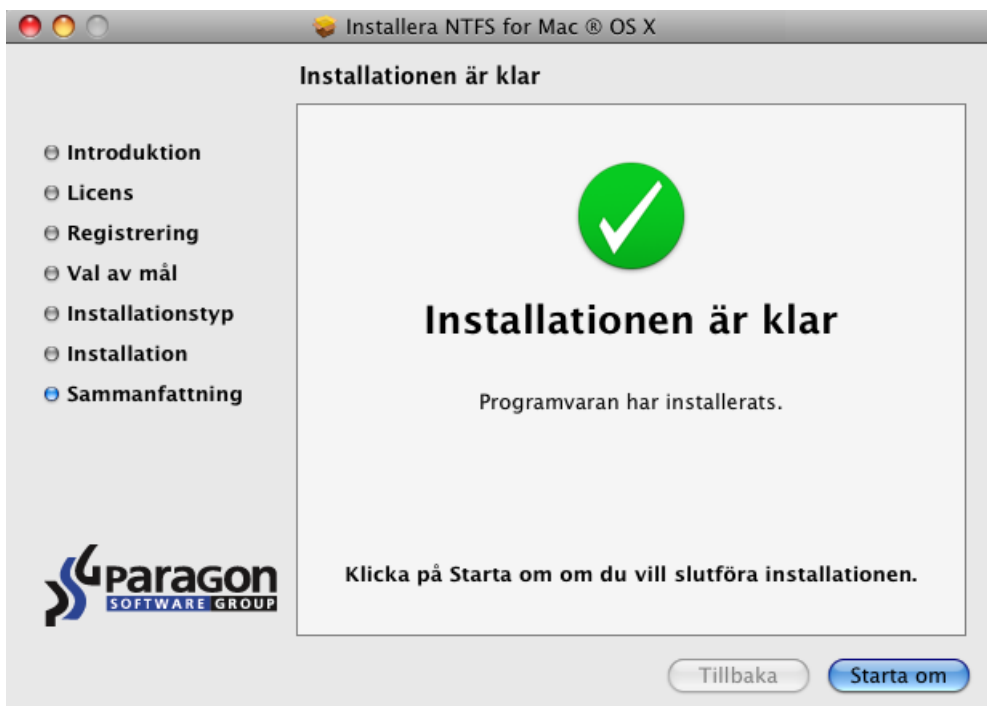 Installera NTFS for Mac ® OS X
Installationen är klar
Introduktion
Licens
Registrering
Val av mål
Installationstyp
Installation
Sammanfattning
Installationen är klar
Programvaran har installerats.
Klicka på Starta om om du vill slutföra installationen.
paragon
SOFTWARE GROUP
Tillbaka
Starta om